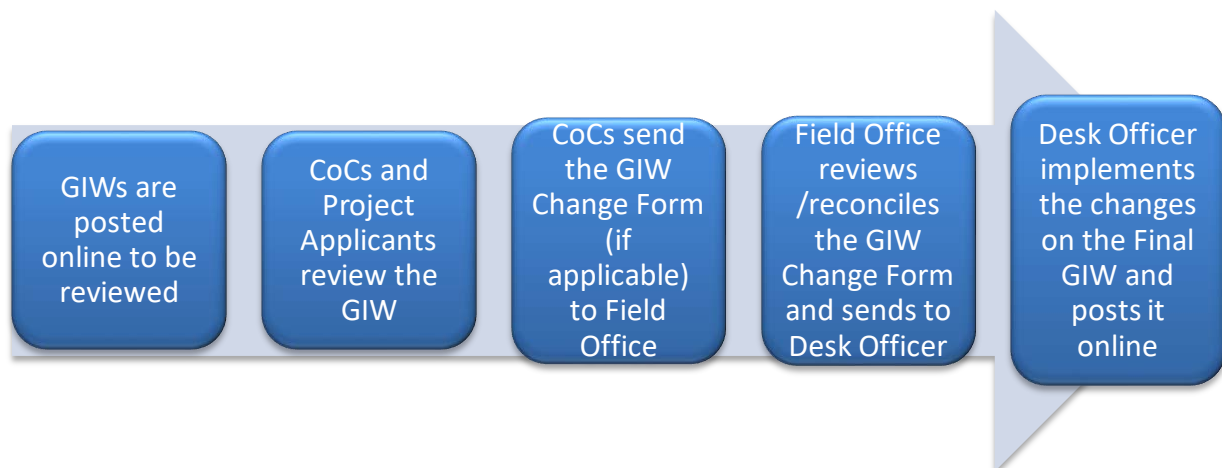 GIWs are
posted
online to be
reviewed
CoCs and
Project
Applicants
review the
GIW
CoCs send
the GIW
Change Form
(if
applicable)
to Field
Office
Field Office
reviews
/reconciles
the GIW
Change Form
and sends to
Desk Officer
Desk Officer
implements
the changes
on the Final
GIW and
posts it
online